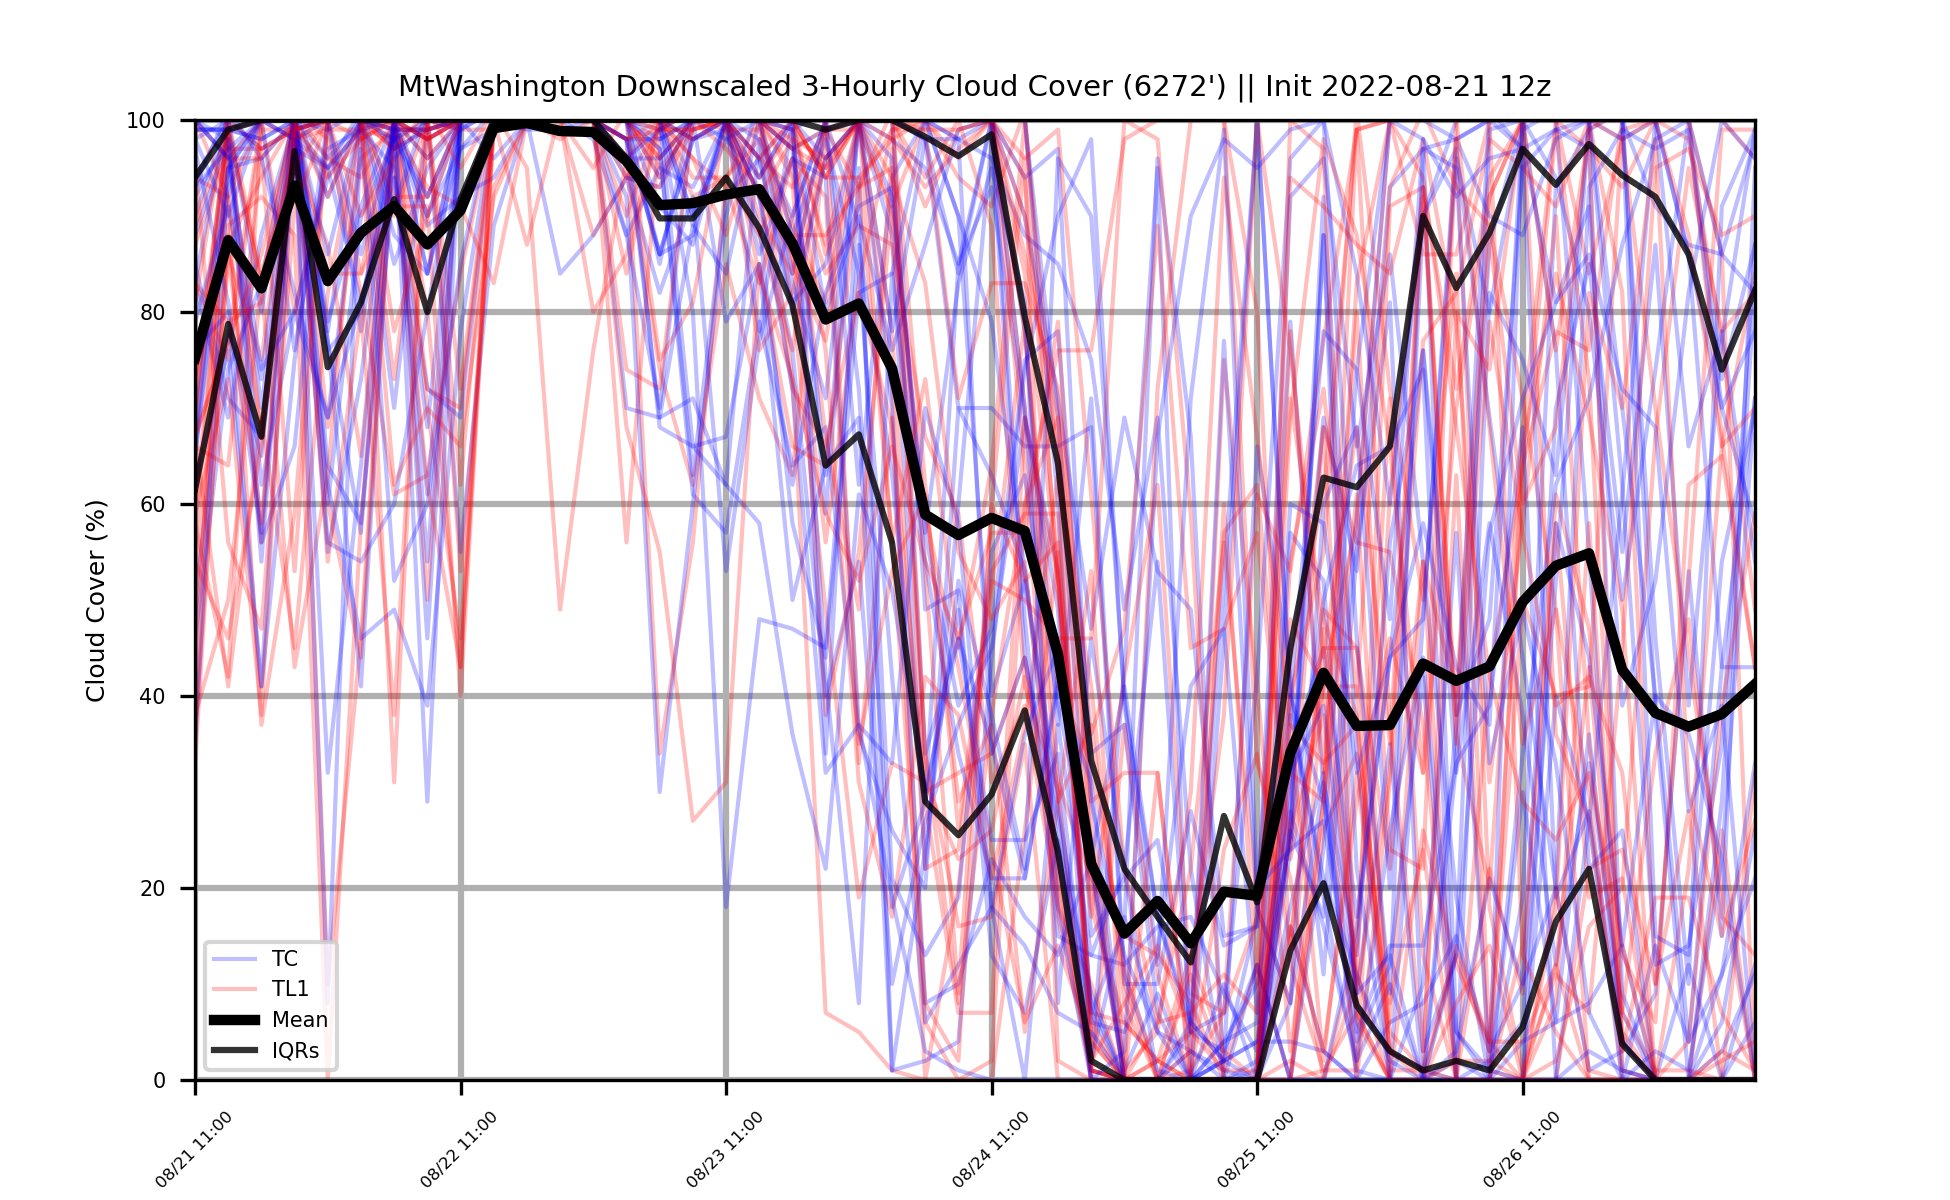 MtWashington Downscaled 3-Hourly Cloud Cover (6272') || Init 2022-08-21 12z
Cloud Cover (%)
100
80
60
40
20
0
TC
TL1
Mean
IQRs
08/21 11:00
08/22 11:00
08/23 11:00
08/24 11:00
08/25 11:00
08/26 11:00